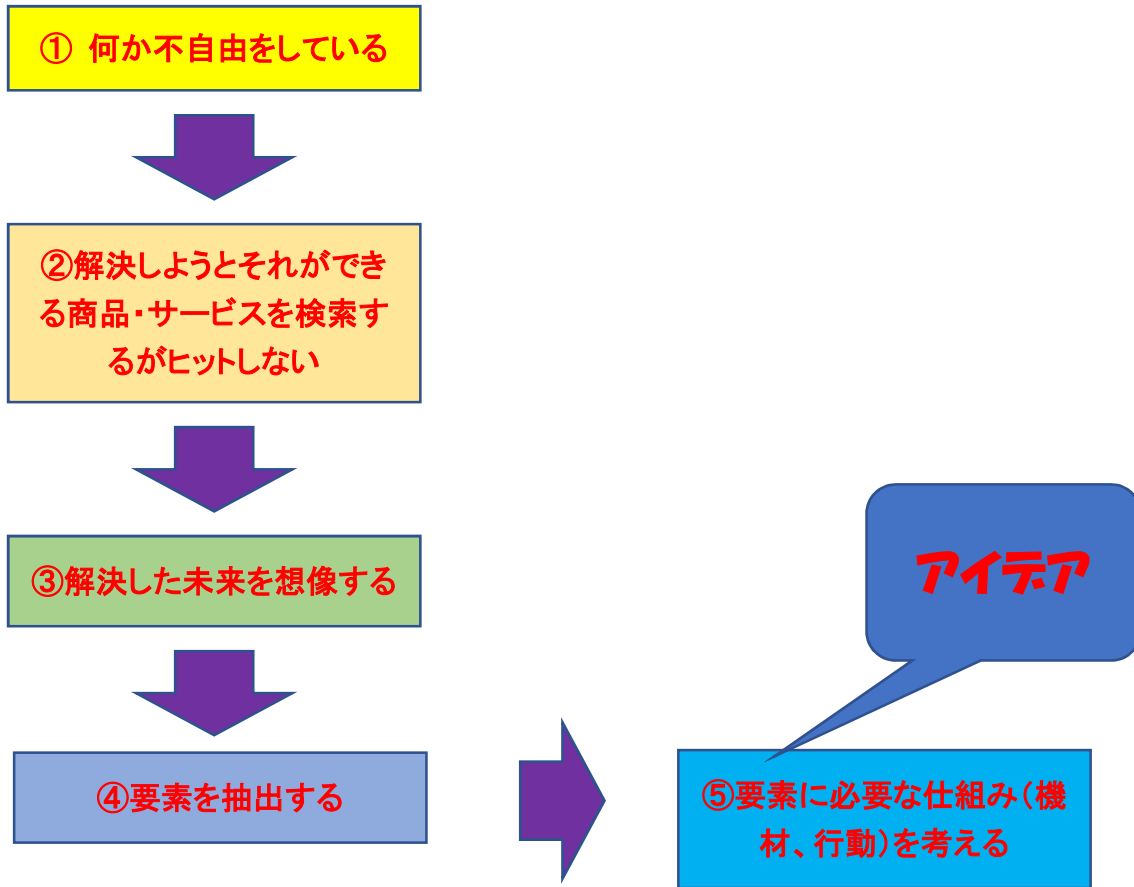 ① 何か不自由をしている
②解決しようとそれができ
る商品・サービスを検索す
るがヒットしない
③解決した未来を想像する
④要素を抽出する
アイデア
⑤要素に必要な仕組み（機
材、行動）を考える